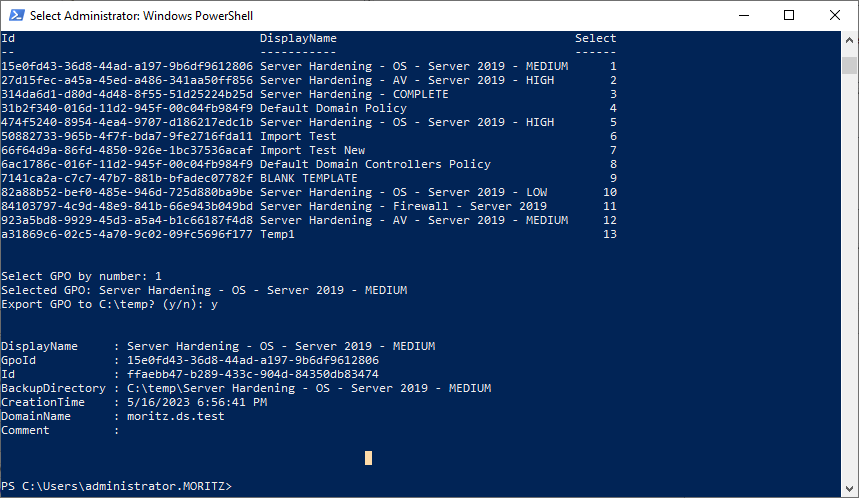 Select Administrator: Windows PowerShell
Id                                   DisplayName                                  Select
--                                   -----------                                  ------
15e0fd43-36d8-44ad-a197-9b6df9612806 Server Hardening - OS - Server 2019 - MEDIUM      1
27d15fec-a45a-45ed-a486-341aa50ff856 Server Hardening - AV - Server 2019 - HIGH        2
314da6d1-d80d-4d48-8f55-51d25224b25d Server Hardening - COMPLETE                       3
31b2f340-016d-11d2-945f-00c04fb984f9 Default Domain Policy                             4
474f5240-8954-4ea4-9707-d186217edc1b Server Hardening - OS - Server 2019 - HIGH        5
50882733-965b-4f7f-bda7-9fe2716fda11 Import Test                                       6
66f64d9a-86fd-4850-926e-1bc37536acaf Import Test New                                   7
6ac1786c-016f-11d2-945f-00c04fb984f9 Default Domain Controllers Policy                 8
7141ca2a-c7c7-47b7-881b-bfadec07782f BLANK TEMPLATE                                    9
82a88b52-bef0-485e-946d-725d880ba9be Server Hardening - OS - Server 2019 - LOW        10
84103797-4c9d-48e9-841b-66e943b049bd Server Hardening - Firewall - Server 2019        11
923a5bd8-9929-45d3-a5a4-b1c66187f4d8 Server Hardening - AV - Server 2019 - MEDIUM     12
a31869c6-02c5-4a70-9c02-09fc5696f177 Temp1                                            13
Select GPO by number: 1
Selected GPO: Server Hardening - OS - Server 2019 - MEDIUM
Export GPO to C:\temp? (y/n): y
DisplayName     : Server Hardening - OS - Server 2019 - MEDIUM
GpoId           : 15e0fd43-36d8-44ad-a197-9b6df9612806
Id              : ffaebb47-b289-433c-904d-84350db83474
BackupDirectory : C:\temp\Server Hardening - OS - Server 2019 - MEDIUM
CreationTime    : 5/16/2023 6:56:41 PM
DomainName      : moritz.ds.test
Comment         :
PS C:\Users\administrator.MORITZ>